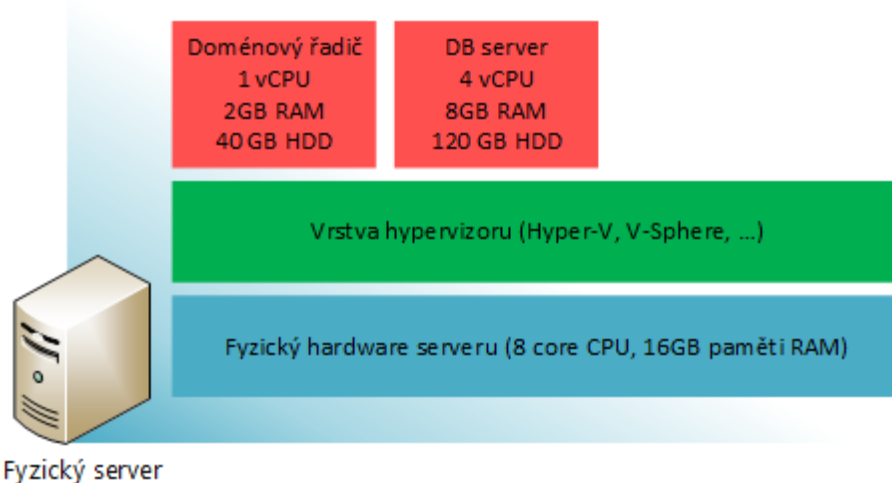 Doménový řadič
1 vCPU
2GB RAM
40 GB HDD
DB server
4 vCPU
8GB RAM
120 GB HDD
Vrstva hypervizoru (Hyper-V, V-Sphere, ...)
Fyzický hardware serveru (8 core CPU, 16GB paměti RAM)
Fyzický server